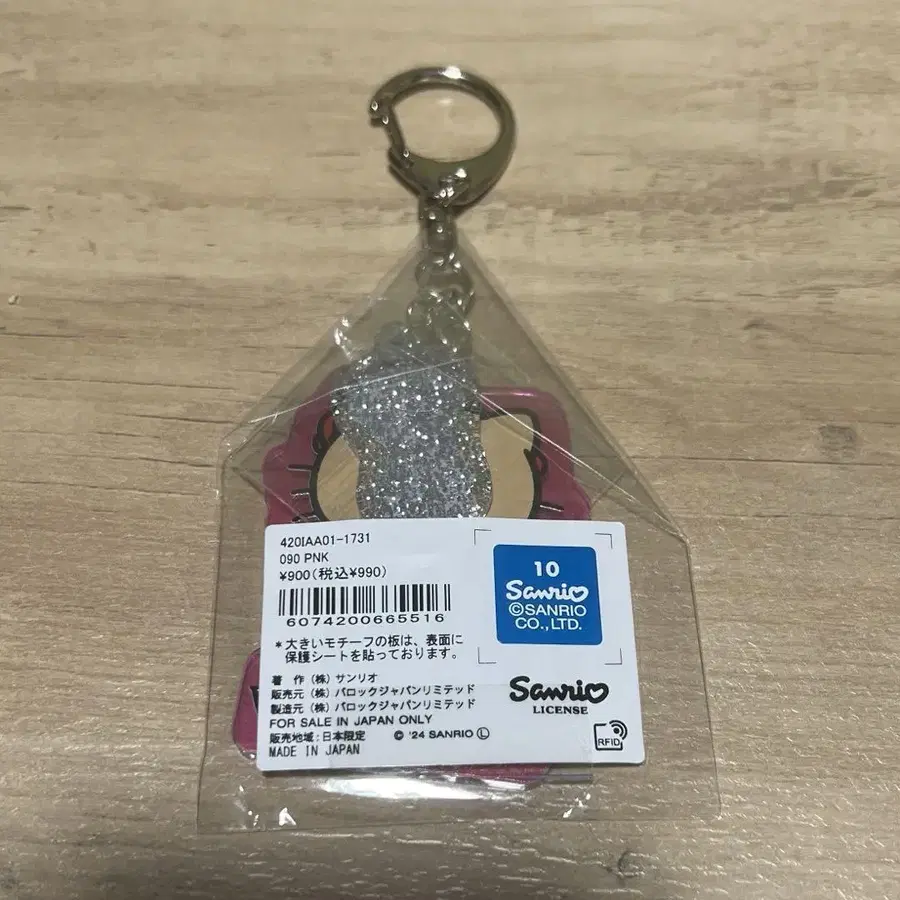 420IAA01-1731
090 PNK
¥900(税込¥990)
6074200665516
*大きいモチーフの板は、表面に
保護シートを貼っております。
著　作 (株) サンリオ
販売元 (株) バロックジャパンリミテッド
製造元 (株) バロックジャパンリミテッド
FOR SALE IN JAPAN ONLY
販売地域:日本限定 © '24 SANRIO Ⓛ
MADE IN JAPAN
10
Sanrio
©SANRIO
CO.,LTD.
Sanrio
LICENSE
RFID